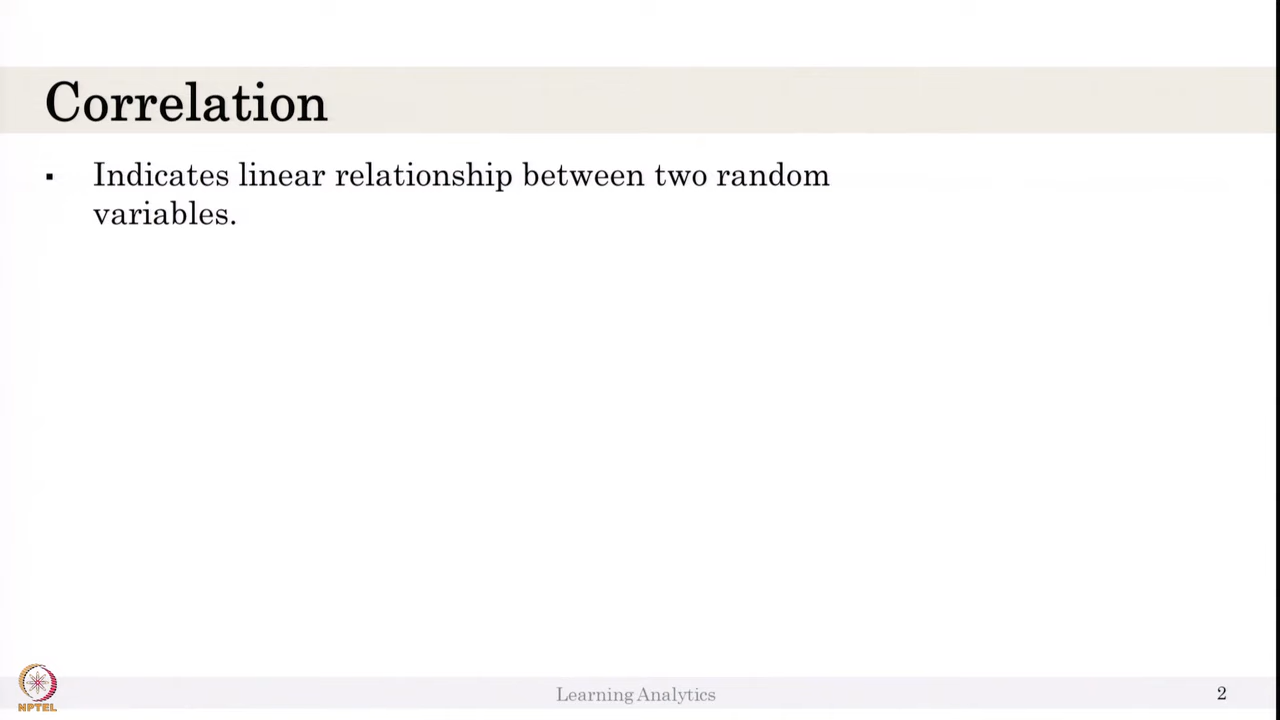 Correlation
▪ Indicates linear relationship between two random
variables.
NPTEL
Learning Analytics
2